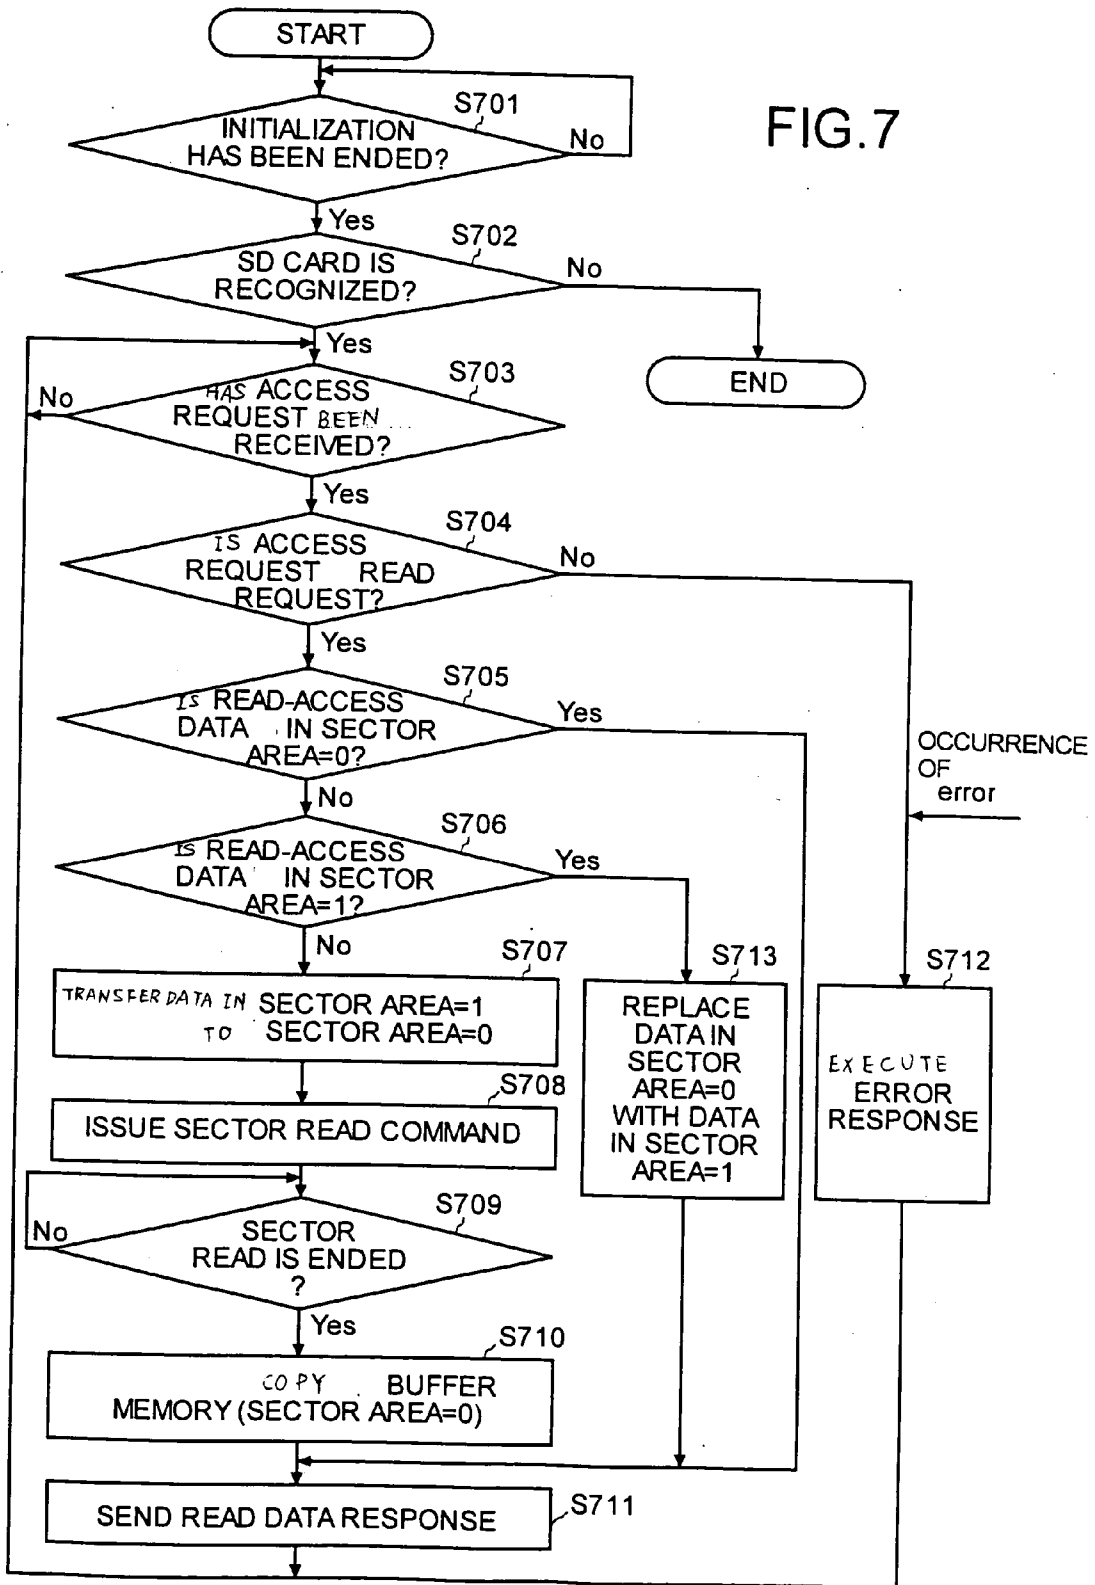 START
S701
FIG.7
INITIALIZATION
HAS BEEN ENDED?
No
Yes
S702
SD CARD IS
RECOGNIZED?
No
Yes
END
S703
HAS ACCESS
REQUEST BEEN
RECEIVED?
No
Yes
S704
IS ACCESS
REQUEST READ
REQUEST?
No
Yes
S705
IS READ-ACCESS
DATA IN SECTOR
AREA=0?
Yes
No
OCCURRENCE
OF
error
S706
IS READ-ACCESS
DATA IN SECTOR
AREA=1?
Yes
No
S707
TRANSFER DATA IN SECTOR AREA=1
TO SECTOR AREA=0
S713
REPLACE
DATA IN
SECTOR
AREA=0
WITH DATA
IN SECTOR
AREA=1
S712
EXECUTE
ERROR
RESPONSE
S708
ISSUE SECTOR READ COMMAND
S709
SECTOR
READ IS ENDED
?
No
Yes
S710
COPY BUFFER
MEMORY (SECTOR AREA=0)
SEND READ DATA RESPONSE
S711